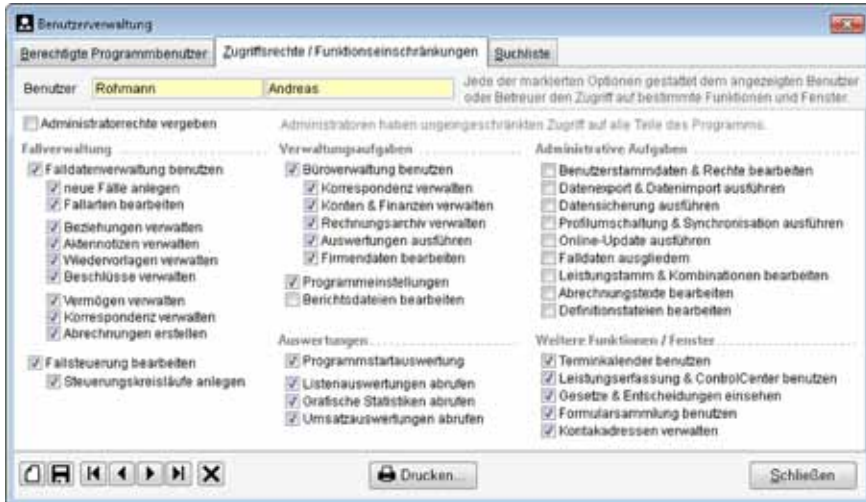 Benutzerverwaltung
Berechtigte Programmbenutzer
Zugriffsrechte / Funktionseinschränkungen
Suchliste
Benutzer
Rohmann
Andreas
Jede der markierten Optionen gestattet dem angezeigten Benutzer
oder Betreuer den Zugriff auf bestimmte Funktionen und Fenster.
Administratorrechte vergeben
Administratoren haben ungeingeschränkten Zugriff auf alle Teile des Programms.
Fallverwaltung
Falldatenverwaltung benutzen
neue Fälle anlegen
Fallarten bearbeiten
Beziehungen verwalten
Aktennotizen verwalten
Wiedervorlagen verwalten
Beschlüsse verwalten
Vermögen verwalten
Korrespondenz verwalten
Abrechnungen erstellen
Fallsteuerung bearbeiten
Steuerungskreisläufe anlegen
Verwaltungsaufgaben
Büroverwaltung benutzen
Korrespondenz verwalten
Konten & Finanzen verwalten
Rechnungsarchiv verwalten
Auswertungen ausführen
Firmendaten bearbeiten
Programmeinstellungen
Berichtsdateien bearbeiten
Auswertungen
Programmstartauswertung
Listenauswertungen abrufen
Grafische Statistiken abrufen
Umsatzauswertungen abrufen
Administrative Aufgaben
Benutzerstammdaten & Rechte bearbeiten
Datenexport & Datenimport ausführen
Datensicherung ausführen
Profilumschaltung & Synchronisation ausführen
Online-Update ausführen
Falldaten ausgliedern
Leistungstamm & Kombinationen bearbeiten
Abrechnungstexte bearbeiten
Definitionstateien bearbeiten
Weitere Funktionen / Fenster
Terminkalender benutzen
Leistungserfassung & ControlCenter benutzen
Gesetze & Entscheidungen einsehen
Formularsammlung benutzen
Kontakadressen verwalten
Drucken...
Schließen